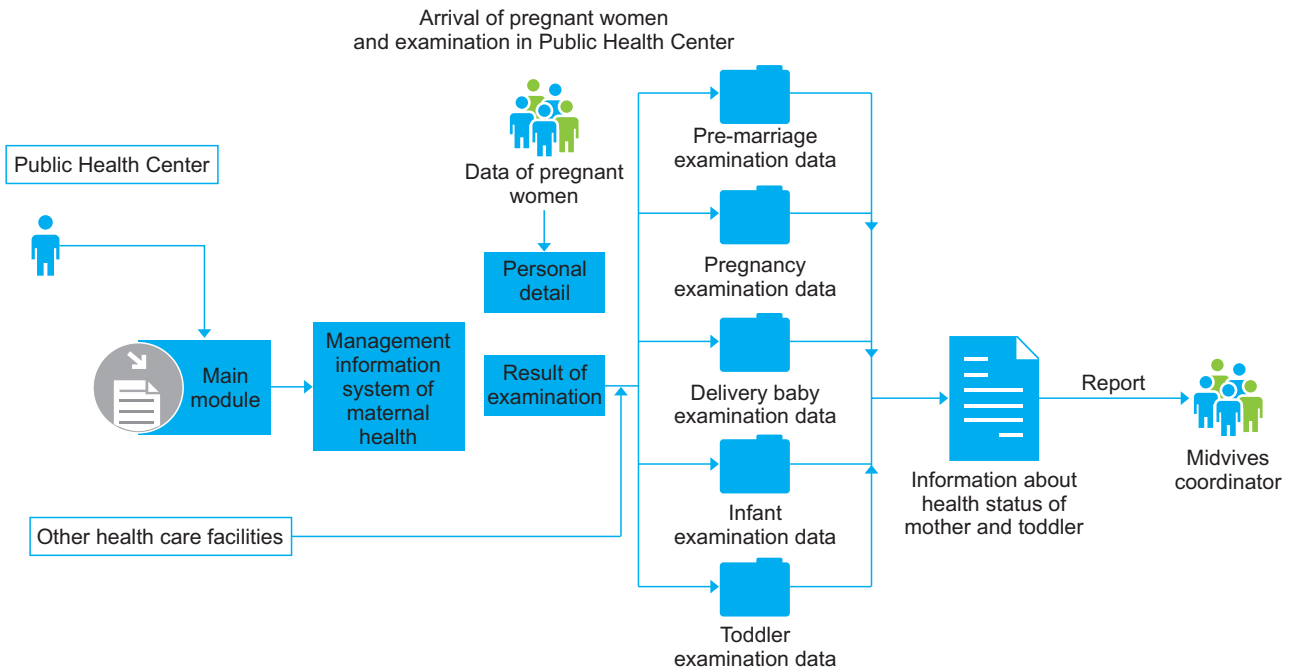 Arrival of pregnant women
and examination in Public Health Center
Public Health Center
Data of pregnant
women
Personal
detail
Main
module
Management
information
system of
maternal
health
Result of
examination
Other health care facilities
Pre-marriage
examination data
Pregnancy
examination data
Delivery baby
examination data
Infant
examination data
Toddler
examination data
Information about
health status of
mother and toddler
Report
Midvives
coordinator